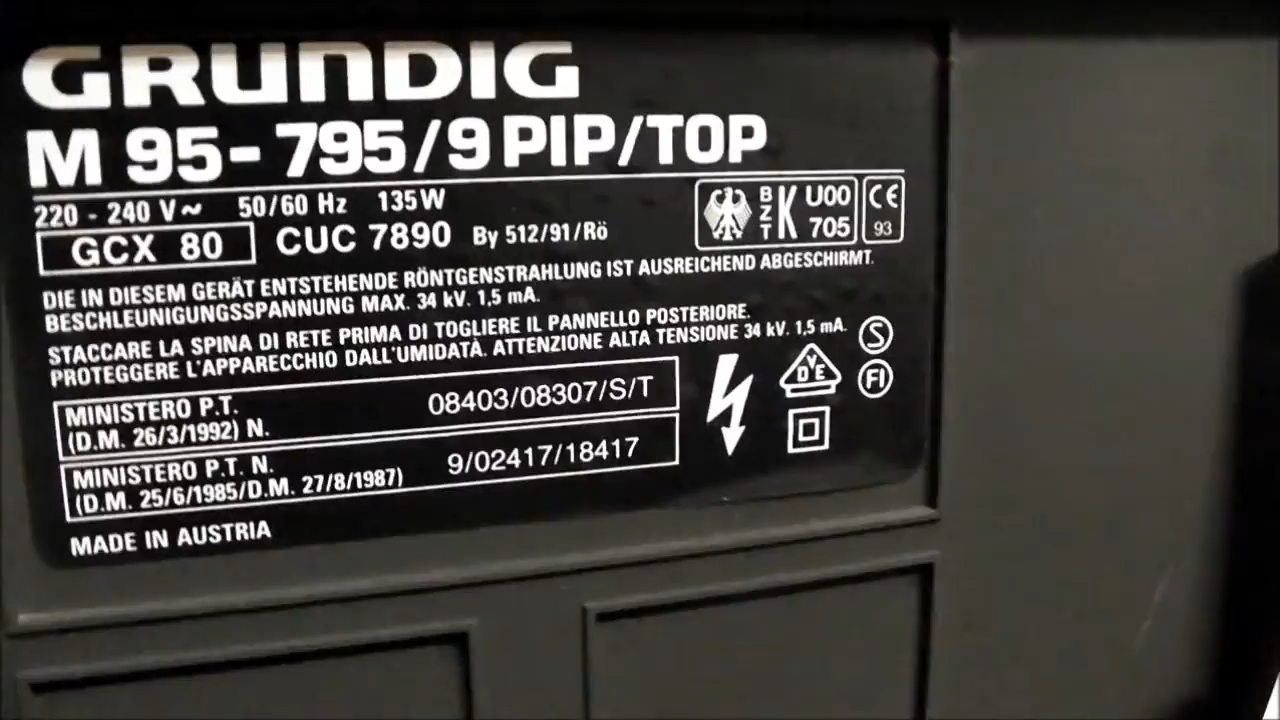 GRUNDIG
M 95 - 795/9 PIP/TOP
220 - 240 V~ 50/60 Hz 135W
GCX 80 CUC 7890 By 512/91/Rö
BZT K U00 705
CE 93
DIE IN DIESEM GERÄT ENTSTEHENDE RÖNTGENSTRAHLUNG IST AUSREICHEND ABGESCHIRMT.
BESCHLEUNIGUNGSSPANNUNG MAX. 34 kV. 1,5 mA.
STACCARE LA SPINA DI RETE PRIMA DI TOGLIERE IL PANNELLO POSTERIORE.
PROTEGGERE L'APPARECCHIO DALL'UMIDATÀ. ATTENZIONE ALTA TENSIONE 34 kV. 1,5 mA.
S
VDE
FI
MINISTERO P.T.
(D.M. 26/3/1992) N. 08403/08307/S/T
MINISTERO P.T. N.
(D.M. 25/6/1985/D.M. 27/8/1987) 9/02417/18417
MADE IN AUSTRIA